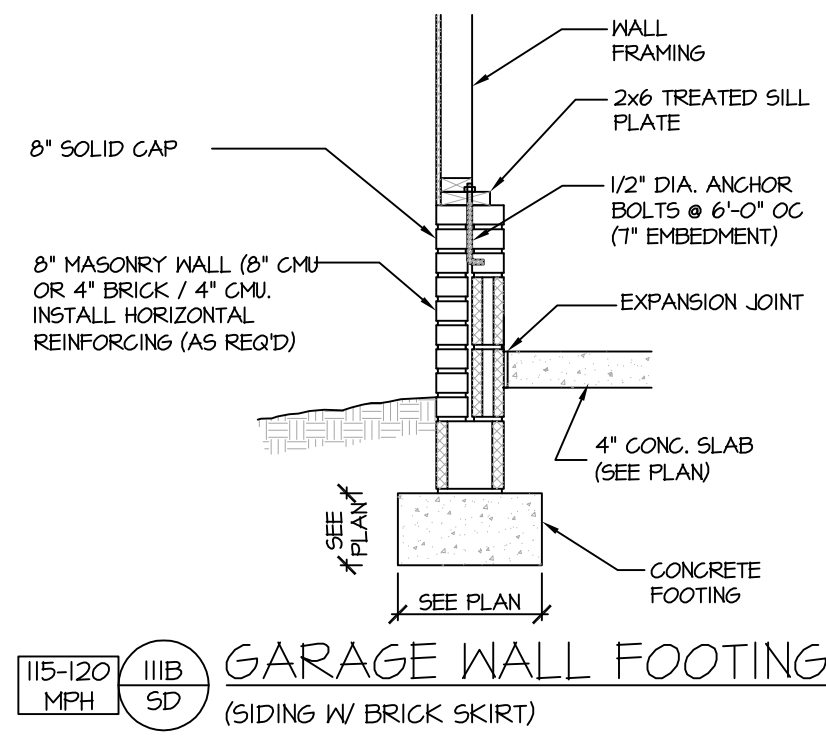 WALL
FRAMING
2x6 TREATED SILL
PLATE
8" SOLID CAP
1/2" DIA. ANCHOR
BOLTS @ 6'-0" OC
(7" EMBEDMENT)
8" MASONRY WALL (8" CMU
OR 4" BRICK / 4" CMU.
INSTALL HORIZONTAL
REINFORCING (AS REQ'D)
EXPANSION JOINT
4" CONC. SLAB
(SEE PLAN)
SEE
PLAN
CONCRETE
FOOTING
SEE PLAN
115-120
MPH
111B
SD
GARAGE WALL FOOTING
(SIDING W/ BRICK SKIRT)